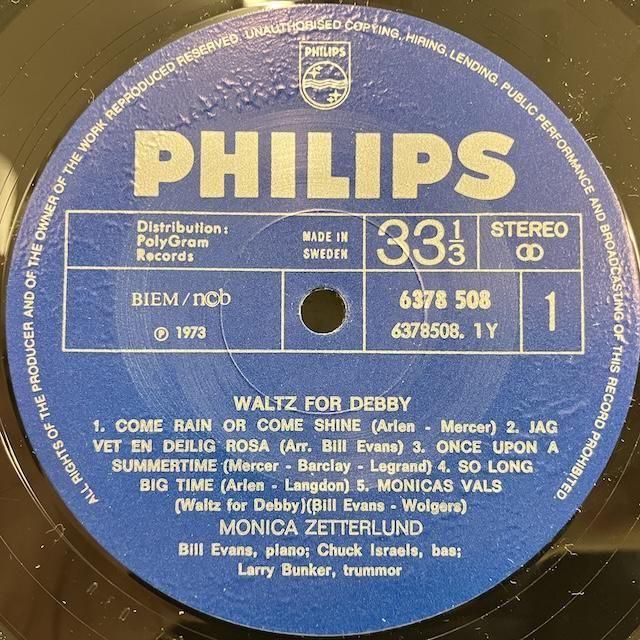 ALL RIGHTS OF THE PRODUCER AND OF THE OWNER OF THE WORK REPRODUCED RESERVED. UNAUTHORISED COPYING, HIRING, LENDING, PUBLIC PERFORMANCE AND BROADCASTING OF THIS RECORD PROHIBITED.
PHILIPS
PHILIPS
Distribution:
PolyGram
Records
MADE IN
SWEDEN
33 1/3
STEREO
BIEM/ncb
℗ 1973
6378 508
6378508. 1 Y
1
WALTZ FOR DEBBY
1. COME RAIN OR COME SHINE (Arlen - Mercer) 2. JAG
VET EN DEILIG ROSA (Arr. Bill Evans) 3. ONCE UPON A
SUMMERTIME (Mercer - Barclay - Legrand) 4. SO LONG
BIG TIME (Arlen - Langdon) 5. MONICAS VALS
(Waltz for Debby)(Bill Evans - Wolgers)
MONICA ZETTERLUND
Bill Evans, piano; Chuck Israels, bas;
Larry Bunker, trummor